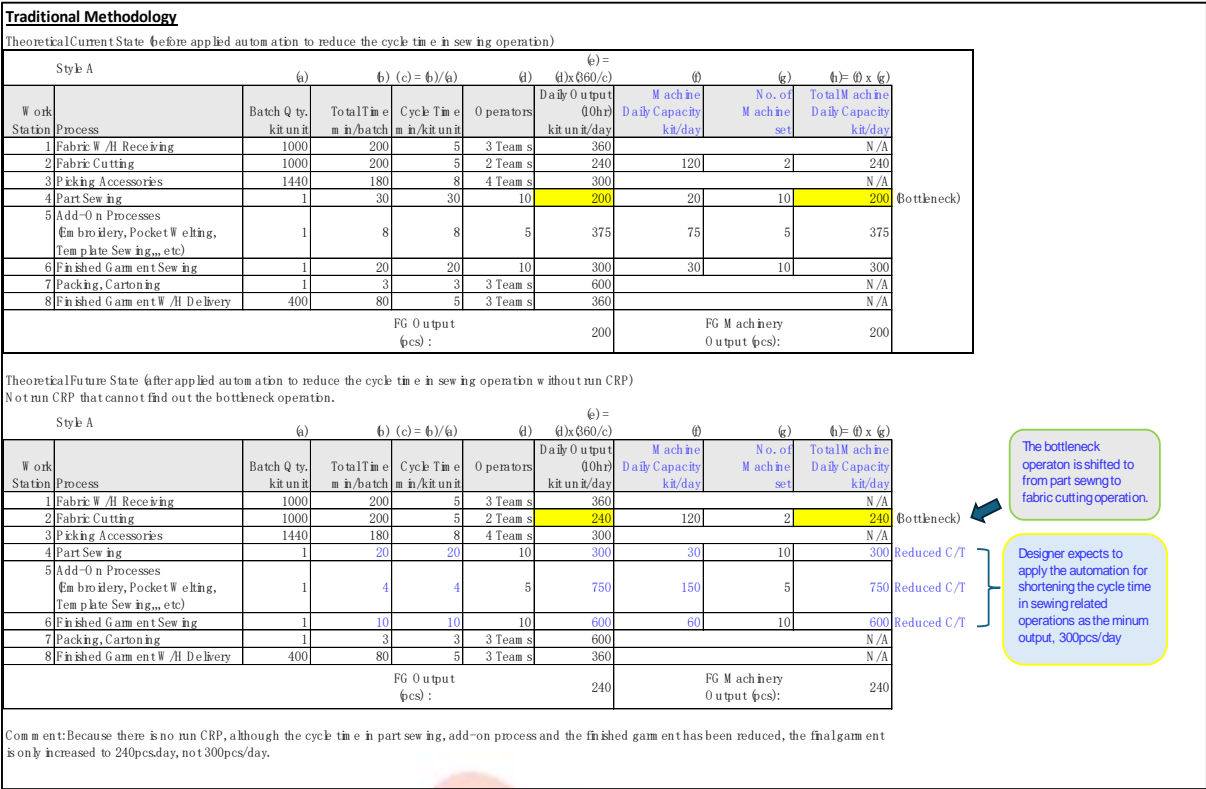 Traditional Methodology
Theoretical Current State (before applied automation to reduce the cycle time in sewing operation)
Style A (a) (b) (c) = (b)/(a) (d) (e) = (d)x(360/c) (f) (g) (h)= (f) x (g)
Work Station Process Batch Qty. kit unit Total Time min/batch Cycle Time min/kit unit Operators Daily Output (10hr) kit unit/day Machine Daily Capacity kit/day No. of Machine set Total Machine Daily Capacity kit/day
1 Fabric W/H Receiving 1000 200 5 3 Teams 360 N/A
2 Fabric Cutting 1000 200 5 2 Teams 240 120 2 240
3 Picking Accessories 1440 180 8 4 Teams 300 N/A
4 Part Sewing 1 30 30 10 200 20 10 200 (Bottleneck)
5 Add-On Processes
(Embroidery, Pocket Welting, 1 8 8 5 375 75 5 375
Template Sewing,,, etc)
6 Finished Garment Sewing 1 20 20 10 300 30 10 300
7 Packing, Cartoning 1 3 3 3 Teams 600 N/A
8 Finished Garment W/H Delivery 400 80 5 3 Teams 360 N/A
FG Output (pcs) : 200 FG Machinery Output (pcs): 200
Theoretical Future State (after applied automation to reduce the cycle time in sewing operation without run CRP)
Not run CRP that cannot find out the bottleneck operation.
Style A (a) (b) (c) = (b)/(a) (d) (e) = (d)x(360/c) (f) (g) (h)= (f) x (g)
Work Station Process Batch Qty. kit unit Total Time min/batch Cycle Time min/kit unit Operators Daily Output (10hr) kit unit/day Machine Daily Capacity kit/day No. of Machine set Total Machine Daily Capacity kit/day
1 Fabric W/H Receiving 1000 200 5 3 Teams 360 N/A
2 Fabric Cutting 1000 200 5 2 Teams 240 120 2 240 (Bottleneck)
3 Picking Accessories 1440 180 8 4 Teams 300 N/A
4 Part Sewing 1 20 20 10 300 30 10 300 Reduced C/T
5 Add-On Processes
(Embroidery, Pocket Welting, 1 4 4 5 750 150 5 750 Reduced C/T
Template Sewing,,, etc)
6 Finished Garment Sewing 1 10 10 10 600 60 10 600 Reduced C/T
7 Packing, Cartoning 1 3 3 3 Teams 600 N/A
8 Finished Garment W/H Delivery 400 80 5 3 Teams 360 N/A
FG Output (pcs) : 240 FG Machinery Output (pcs): 240
The bottleneck
operaton is shifted to
from part sewng to
fabric cutting operation.
Designer expects to
apply the automation for
shortening the cycle time
in sewing related
operations as the minum
output, 300pcs/day
Comment: Because there is no run CRP, although the cycle time in part sewing, add-on process and the finished garment has been reduced, the final garment
is only increased to 240pcs.day, not 300pcs/day.